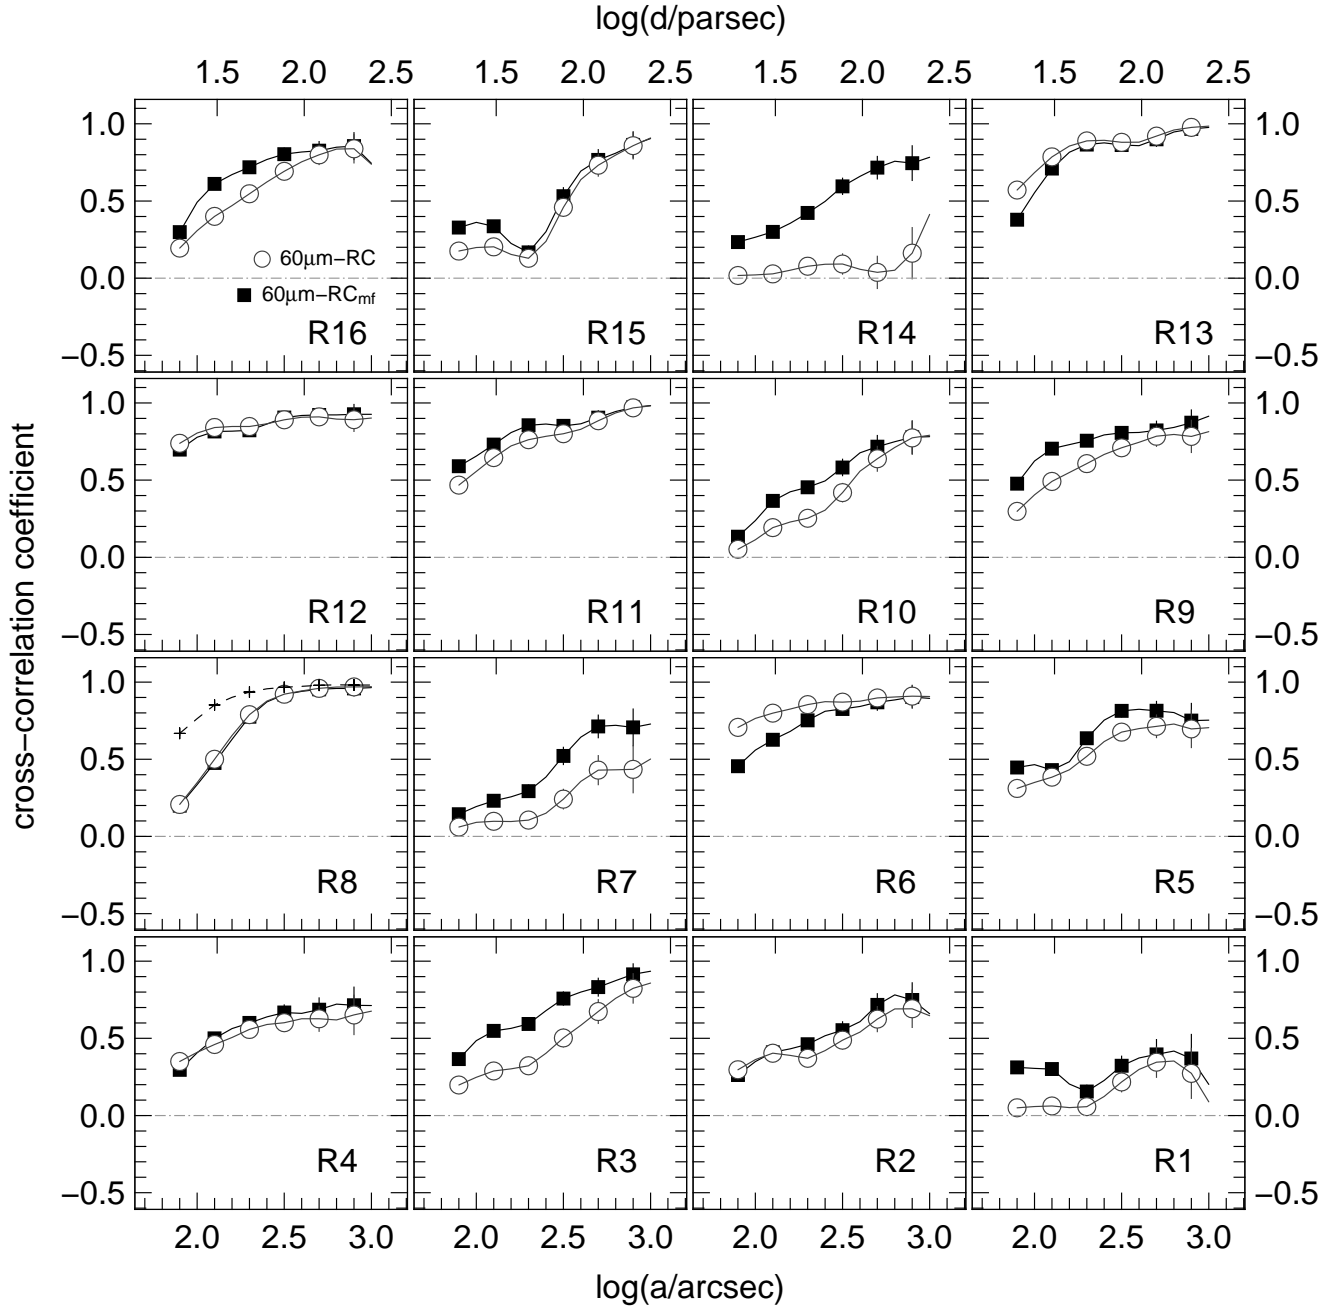 log(d/parsec)
1.5 2.0 2.5 1.5 2.0 2.5 1.5 2.0 2.5 1.5 2.0 2.5
1.0 1.0
0.5 0.5
0.0 60μm−RC 0.0
60μm−RCmf
R16 R15 R14 R13
−0.5 −0.5
1.0 1.0
0.5 0.5
0.0 0.0
R12 R11 R10 R9
−0.5 −0.5
cross−correlation coefficient
1.0 1.0
0.5 0.5
0.0 0.0
R8 R7 R6 R5
−0.5 −0.5
1.0 1.0
0.5 0.5
0.0 0.0
R4 R3 R2 R1
−0.5 −0.5
2.0 2.5 3.0 2.0 2.5 3.0 2.0 2.5 3.0 2.0 2.5 3.0
log(a/arcsec)